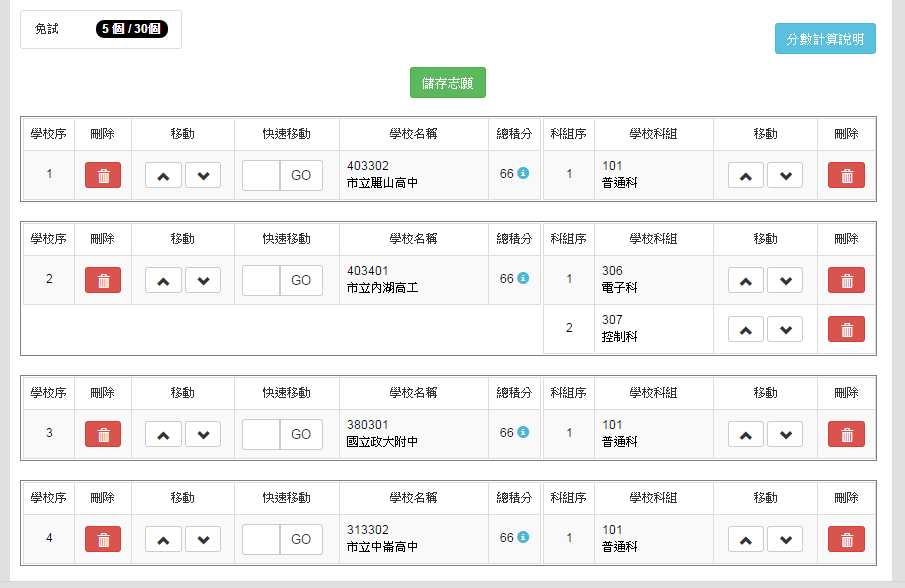 免試 5 個 / 30個
分數計算說明
儲存志願
學校序 刪除 移動 快速移動 學校名稱 總積分 科組序 學校科組 移動 刪除
1 GO 403302 66 1 101
市立麗山高中 普通科
學校序 刪除 移動 快速移動 學校名稱 總積分 科組序 學校科組 移動 刪除
2 GO 403401 66 1 306
市立內湖高工 電子科
2 307
控制科
學校序 刪除 移動 快速移動 學校名稱 總積分 科組序 學校科組 移動 刪除
3 GO 380301 66 1 101
國立政大附中 普通科
學校序 刪除 移動 快速移動 學校名稱 總積分 科組序 學校科組 移動 刪除
4 GO 313302 66 1 101
市立中崙高中 普通科